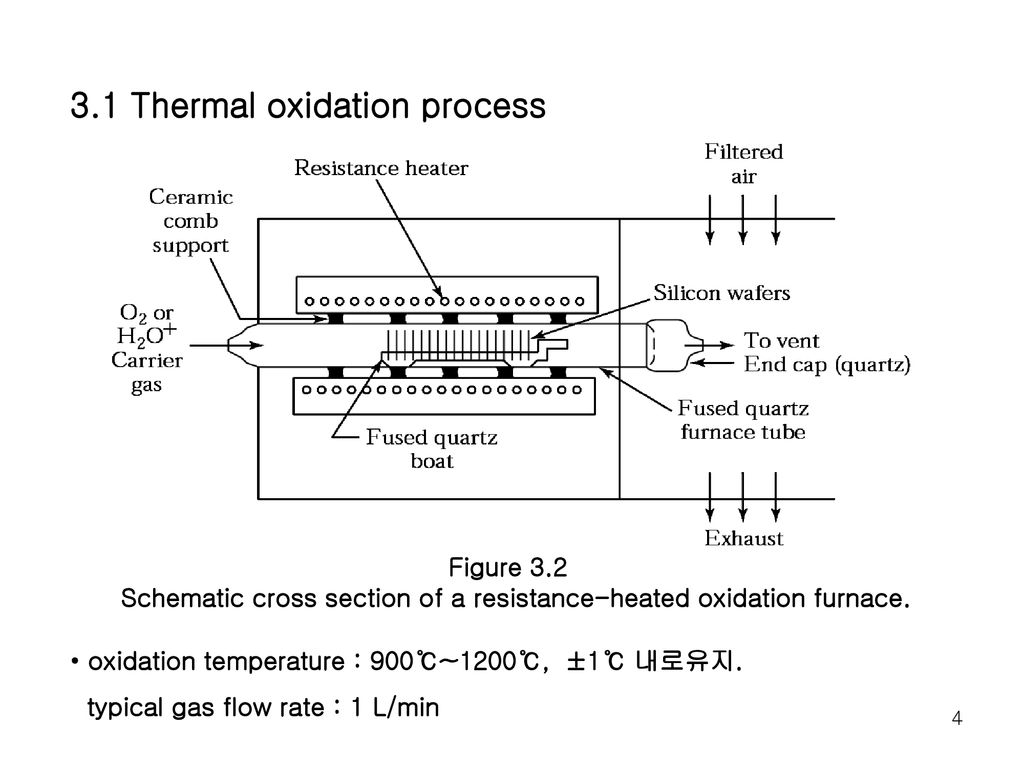 3.1 Thermal oxidation process
Resistance heater
Filtered
air
Ceramic
comb
support
Silicon wafers
O₂ or
H₂O⁺
Carrier
gas
To vent
End cap (quartz)
Fused quartz
furnace tube
Fused quartz
boat
Exhaust
Figure 3.2
Schematic cross section of a resistance-heated oxidation furnace.
• oxidation temperature : 900℃~1200℃, ±1℃ 내로유지.
typical gas flow rate : 1 L/min
4